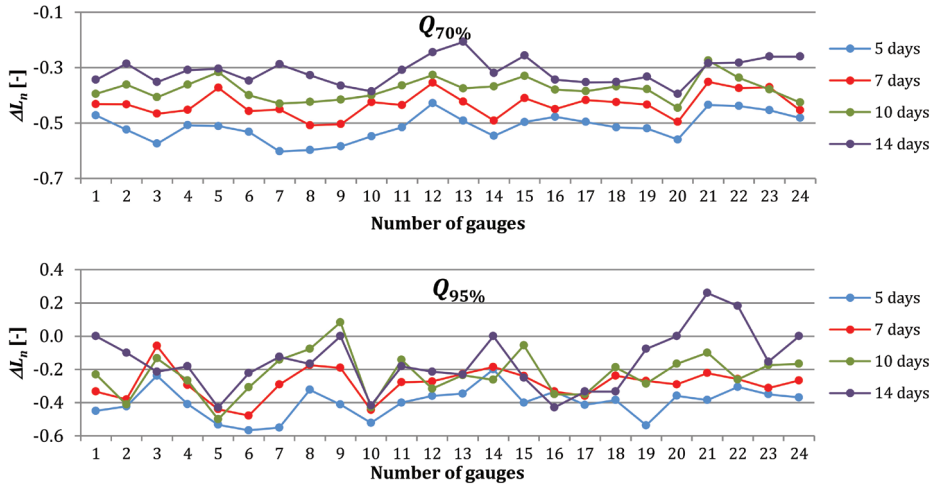 Q70%
-0.1
-0.3
-0.5
-0.7
ΔLn [-]
1 2 3 4 5 6 7 8 9 10 11 12 13 14 15 16 17 18 19 20 21 22 23 24
Number of gauges
5 days
7 days
10 days
14 days
Q95%
0.4
0.2
0.0
-0.2
-0.4
-0.6
ΔLn [-]
1 2 3 4 5 6 7 8 9 10 11 12 13 14 15 16 17 18 19 20 21 22 23 24
Number of gauges
5 days
7 days
10 days
14 days